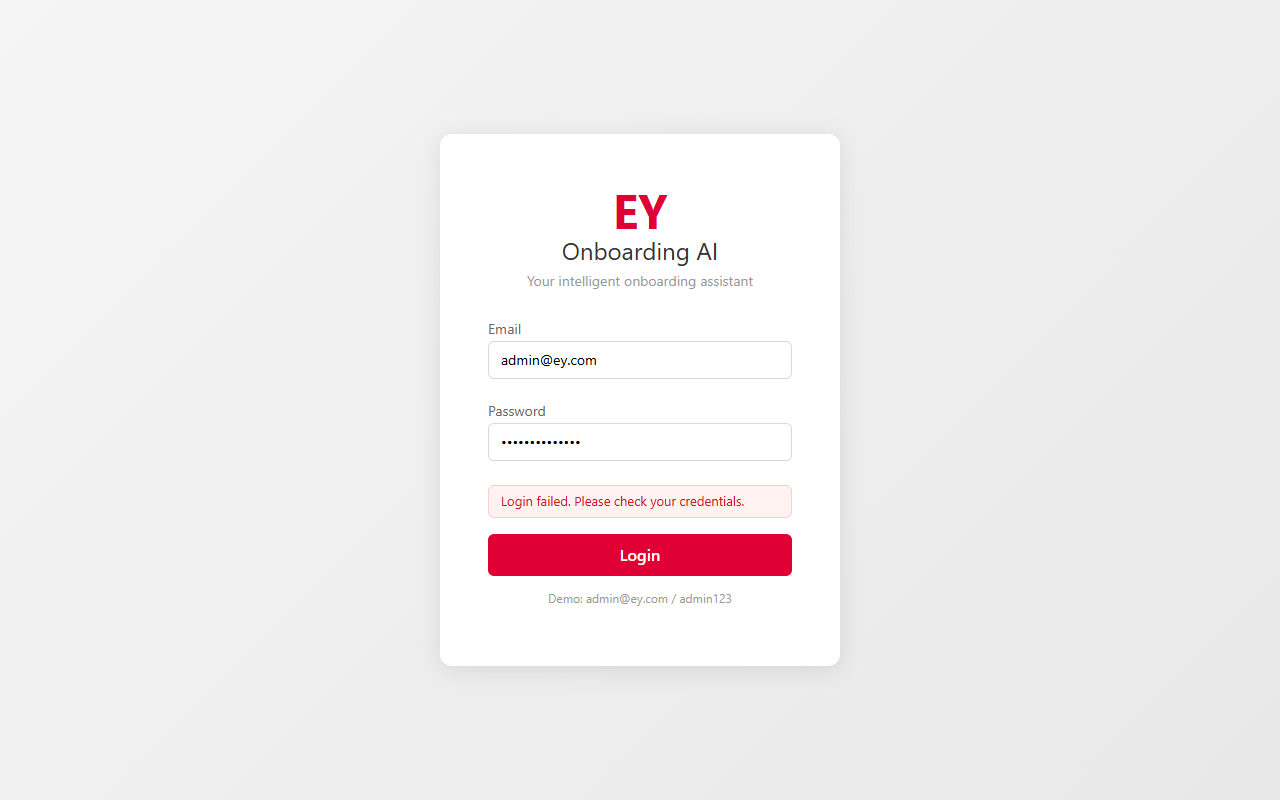 EY
Onboarding AI
Your intelligent onboarding assistant
Email
admin@ey.com
Password
••••••••••••••
Login failed. Please check your credentials.
Login
Demo: admin@ey.com / admin123